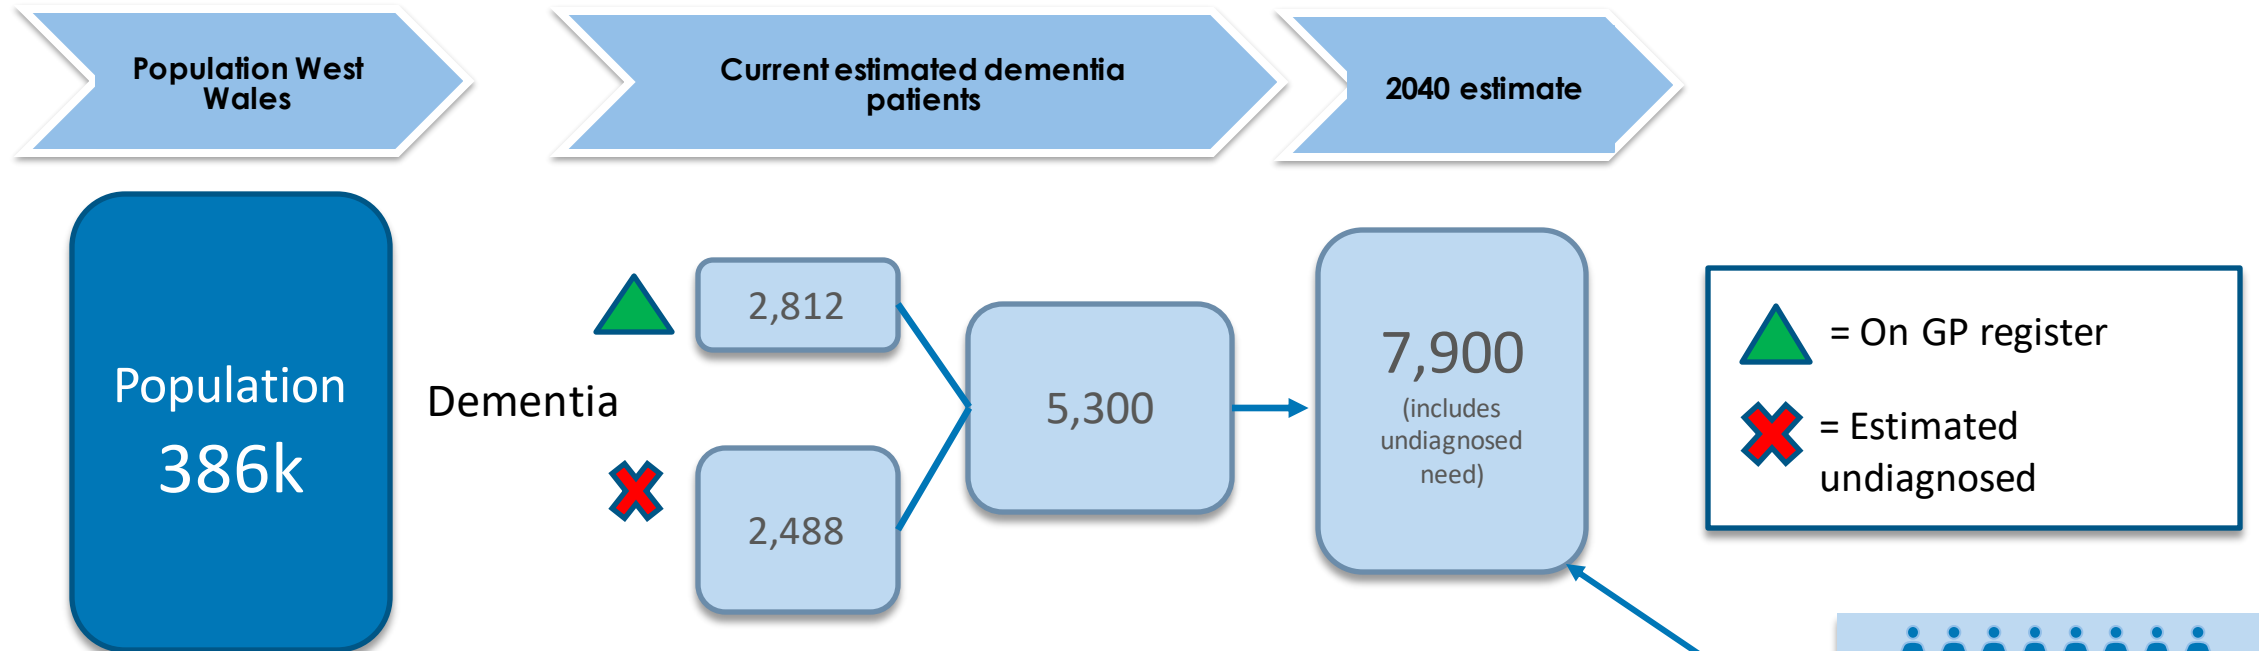 Population West
Wales
Current estimated dementia
patients
2040 estimate
Population
386k
Dementia
2,812
2,488
5,300
7,900
(includes
undiagnosed
need)
= On GP register
= Estimated
undiagnosed